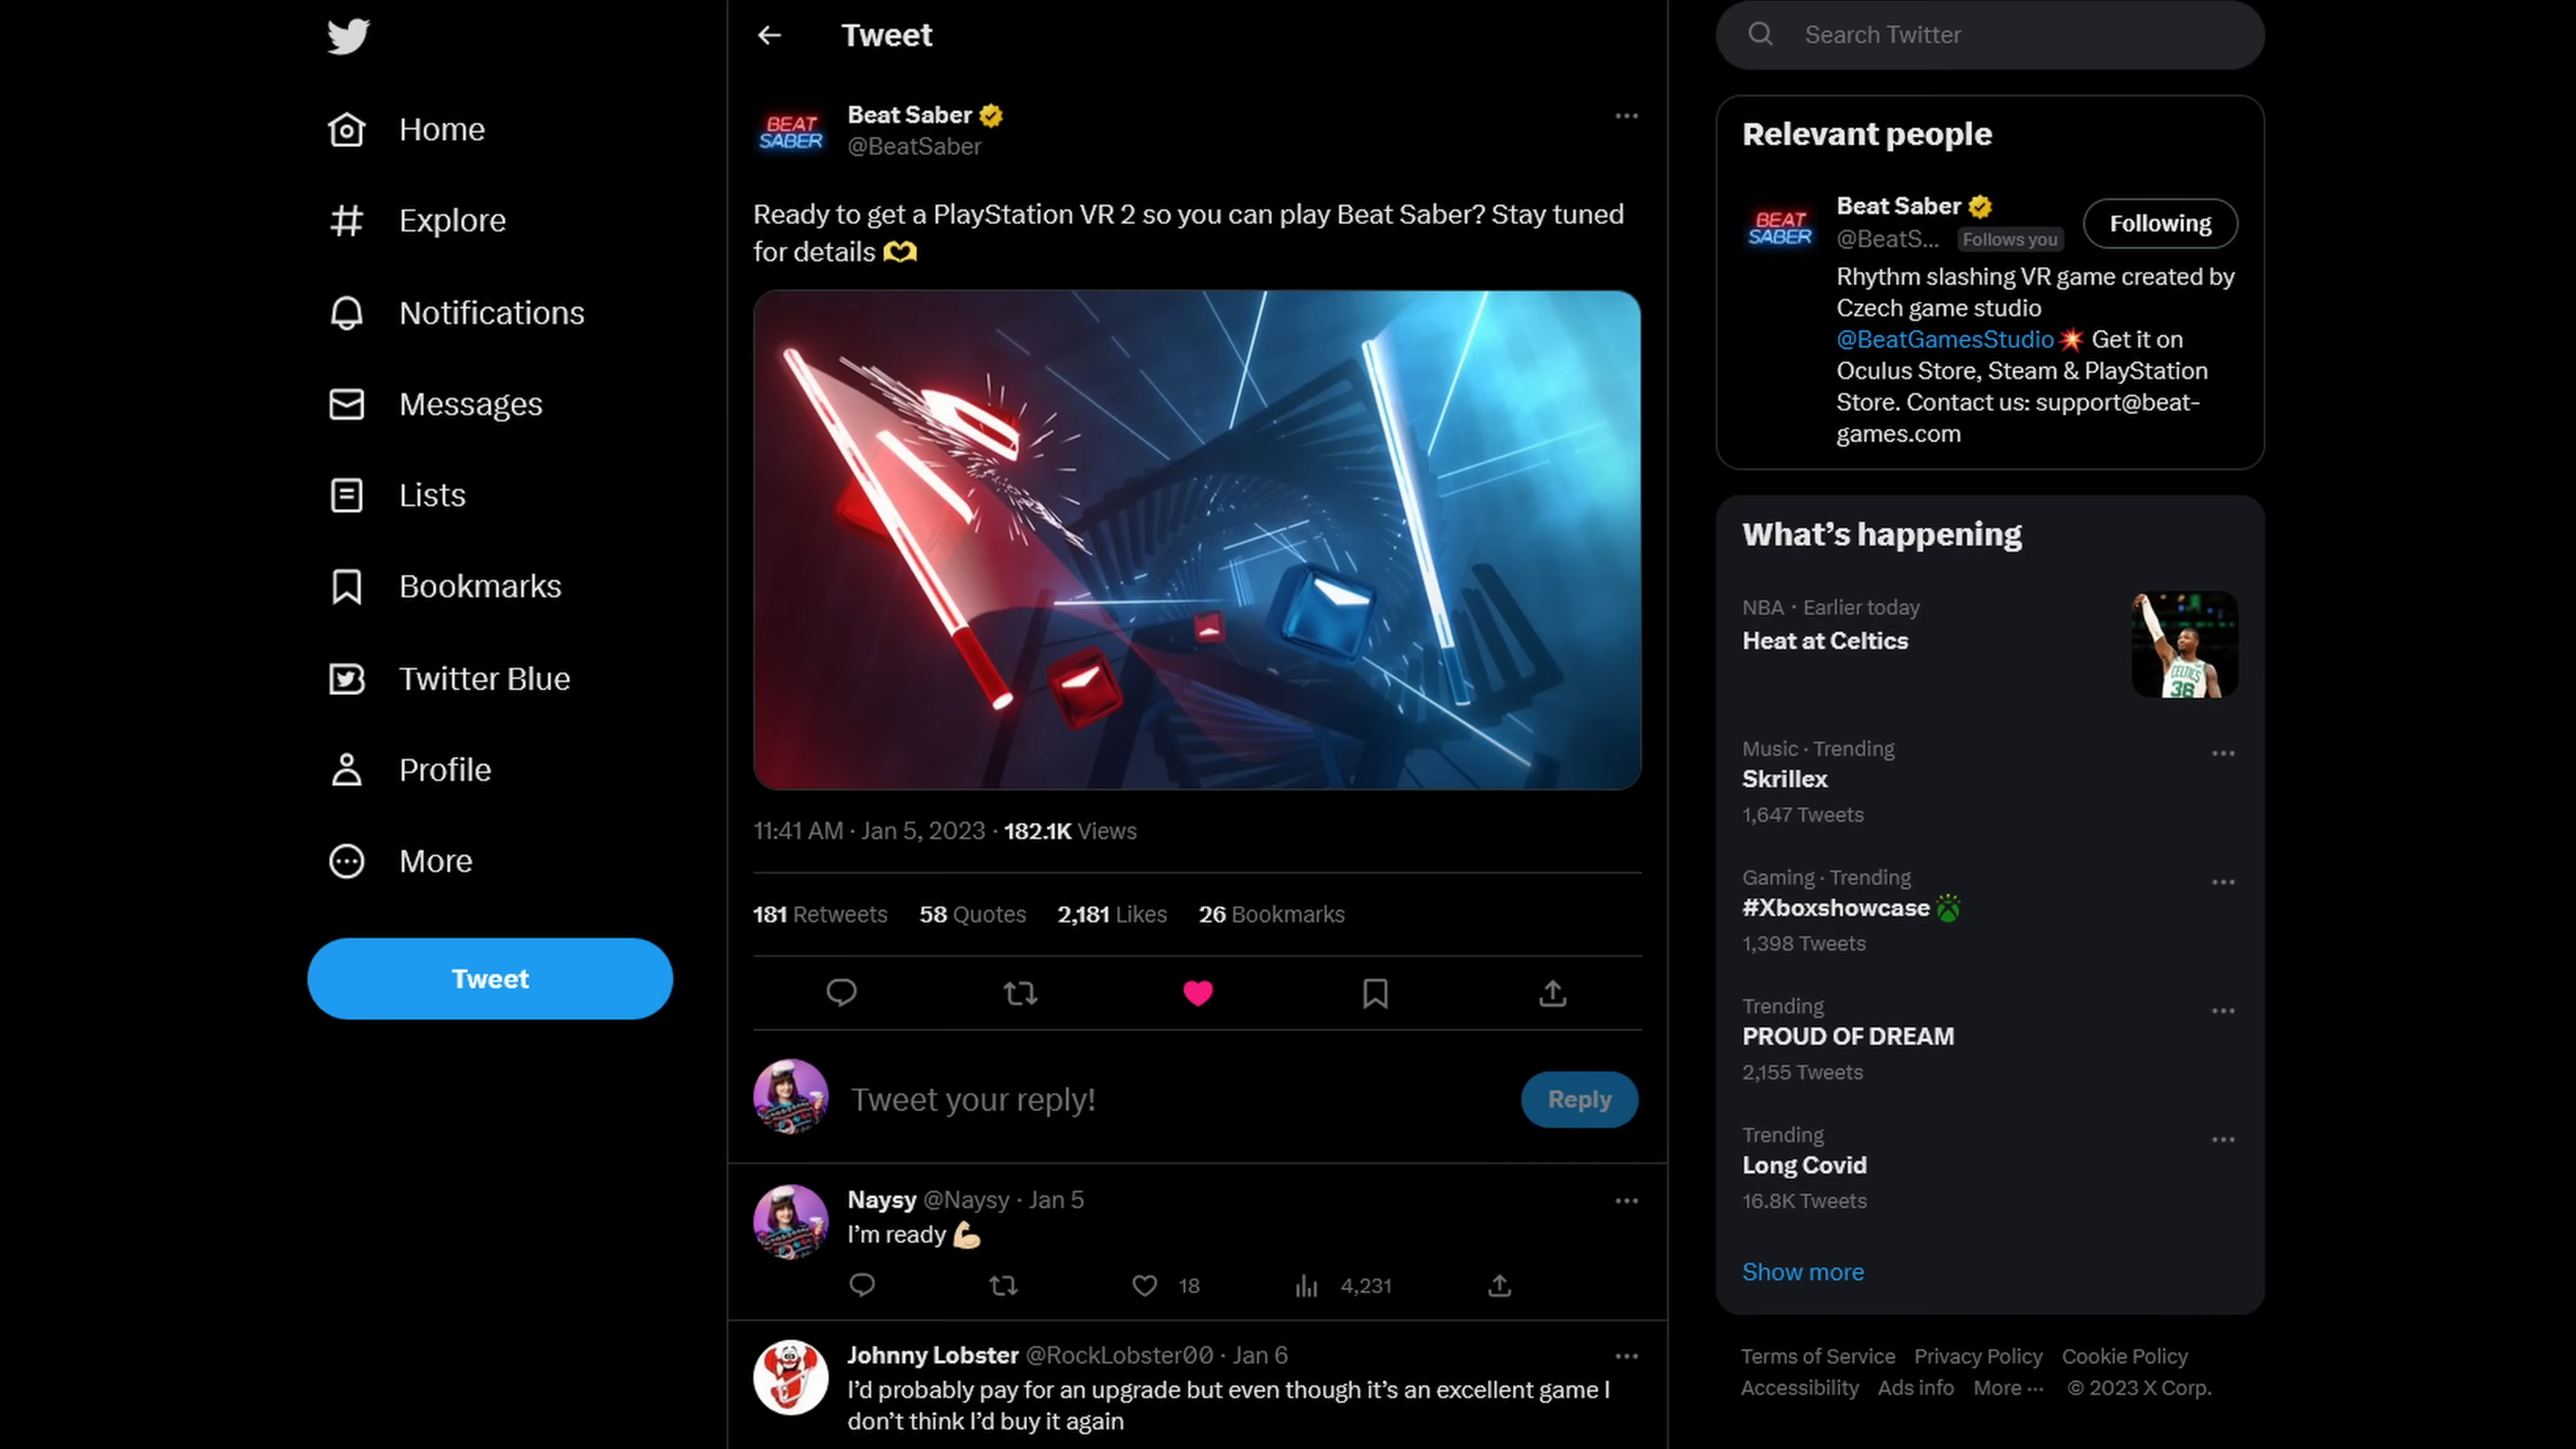 Home
Explore
Notifications
Messages
Lists
Bookmarks
Twitter Blue
Profile
More
Tweet
Tweet
BEAT
SABER
Beat Saber
@BeatSaber
Ready to get a PlayStation VR 2 so you can play Beat Saber? Stay tuned
for details 🫶
11:41 AM · Jan 5, 2023 · 182.1K Views
181 Retweets 58 Quotes 2,181 Likes 26 Bookmarks
Tweet your reply!
Reply
Naysy @Naysy · Jan 5
I'm ready 💪🏻
18 4,231
Johnny Lobster @RockLobster00 · Jan 6
I'd probably pay for an upgrade but even though it's an excellent game I
don't think I'd buy it again
Search Twitter
Relevant people
BEAT
SABER
Beat Saber
@BeatS... Follows you
Following
Rhythm slashing VR game created by
Czech game studio
@BeatGamesStudio 💥 Get it on
Oculus Store, Steam & PlayStation
Store. Contact us: support@beat-
games.com
What's happening
NBA · Earlier today
Heat at Celtics
CELTICS
36
Music · Trending
Skrillex
1,647 Tweets
Gaming · Trending
#Xboxshowcase
1,398 Tweets
Trending
PROUD OF DREAM
2,155 Tweets
Trending
Long Covid
16.8K Tweets
Show more
Terms of Service Privacy Policy Cookie Policy
Accessibility Ads info More ··· © 2023 X Corp.